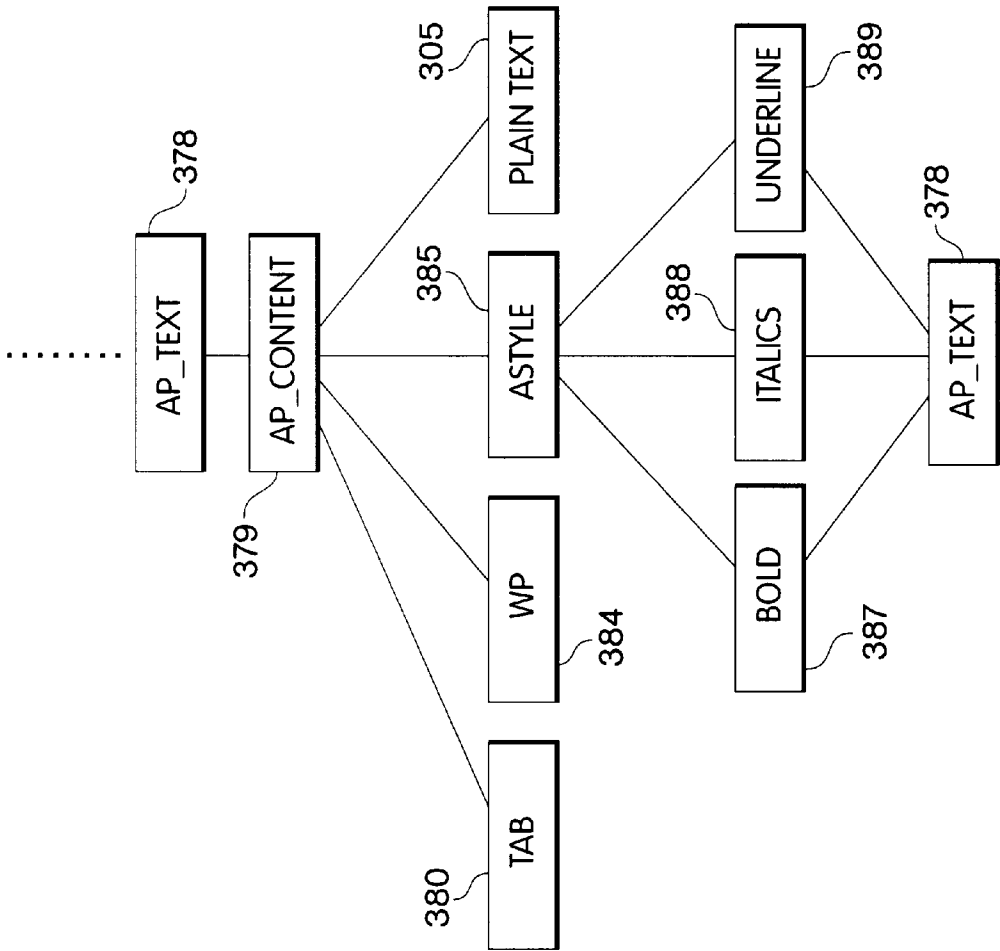 378
AP_TEXT
379
AP_CONTENT
380
TAB
384
WP
385
ASTYLE
305
PLAIN TEXT
387
BOLD
388
ITALICS
389
UNDERLINE
378
AP_TEXT